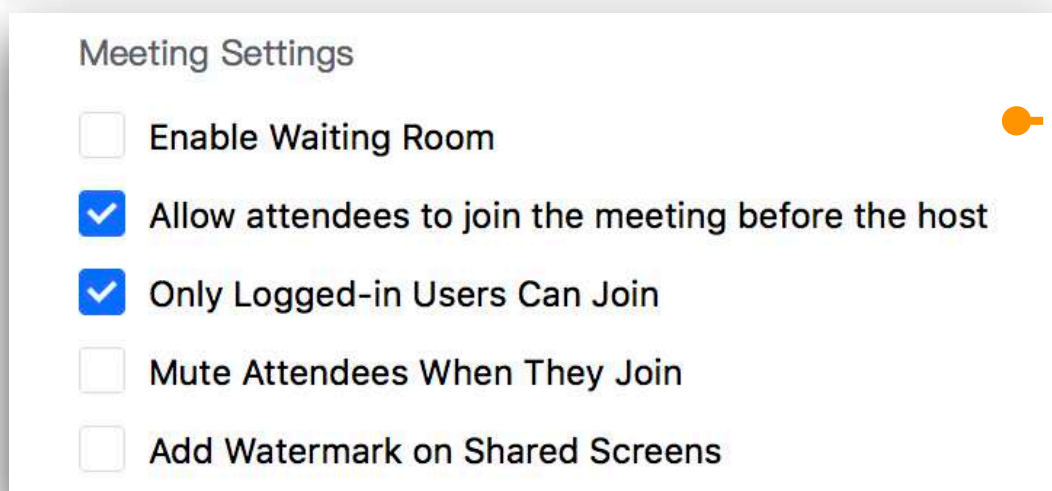 Meeting Settings
Enable Waiting Room
Allow attendees to join the meeting before the host
Only Logged-in Users Can Join
Mute Attendees When They Join
Add Watermark on Shared Screens